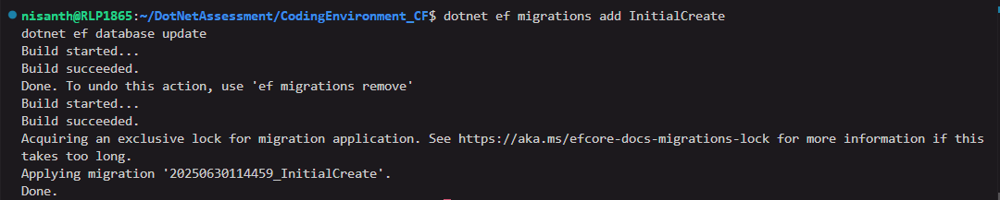 nisanth@RLP1865:~/DotNetAssessment/CodingEnvironment_CF$ dotnet ef migrations add InitialCreate
dotnet ef database update
Build started...
Build succeeded.
Done. To undo this action, use 'ef migrations remove'
Build started...
Build succeeded.
Acquiring an exclusive lock for migration application. See https://aka.ms/efcore-docs-migrations-lock for more information if this
takes too long.
Applying migration '20250630114459_InitialCreate'.
Done.